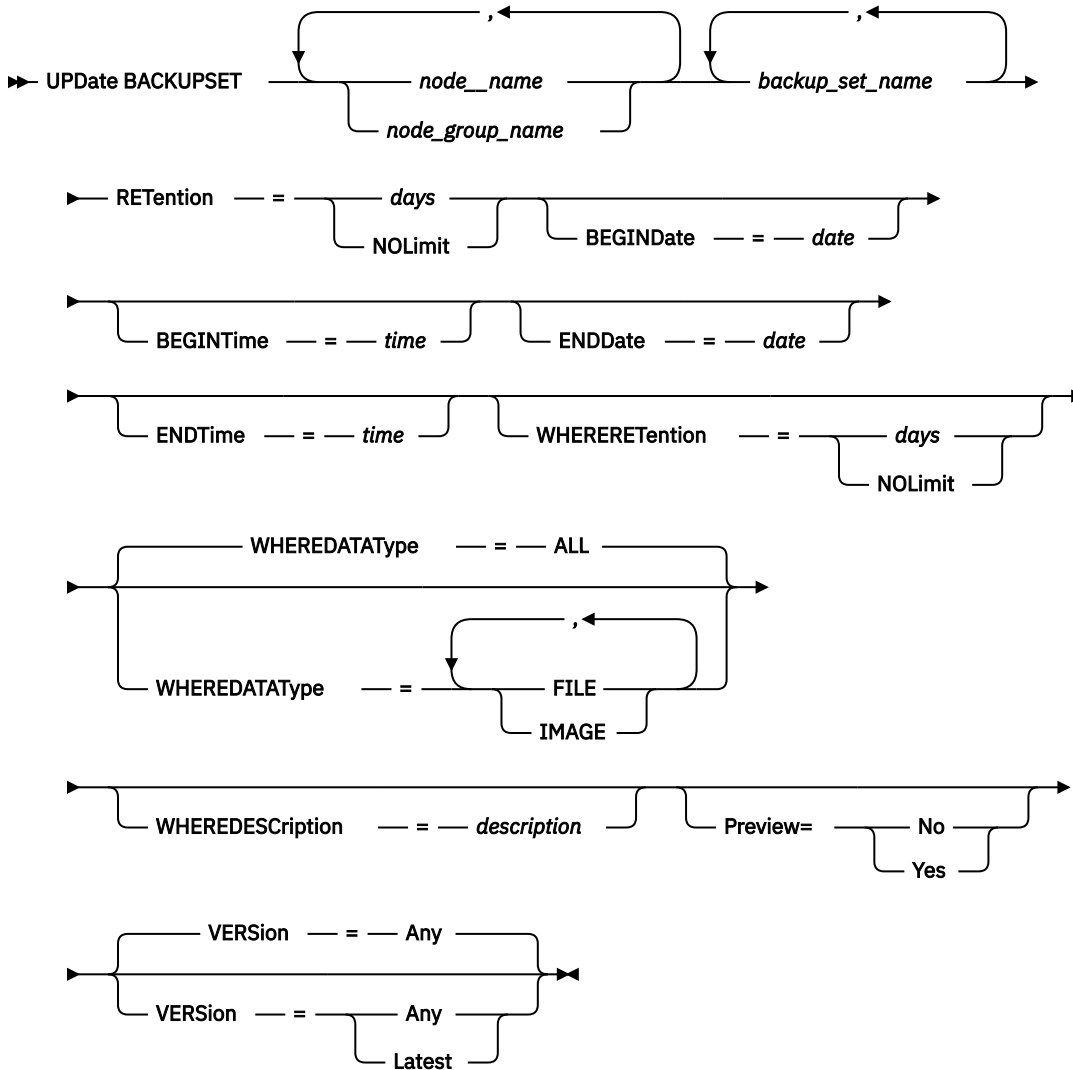 ,
,
UPDate BACKUPSET node__name backup_set_name
node_group_name
RETention = days
NOLimit
BEGINDate = date
BEGINTime = time
ENDDate = date
ENDTime = time
WHERERETention = days
NOLimit
WHEREDATAType = ALL
,
WHEREDATAType = FILE
IMAGE
WHEREDESCription = description
Preview= No
Yes
VERSion = Any
VERSion = Any
Latest